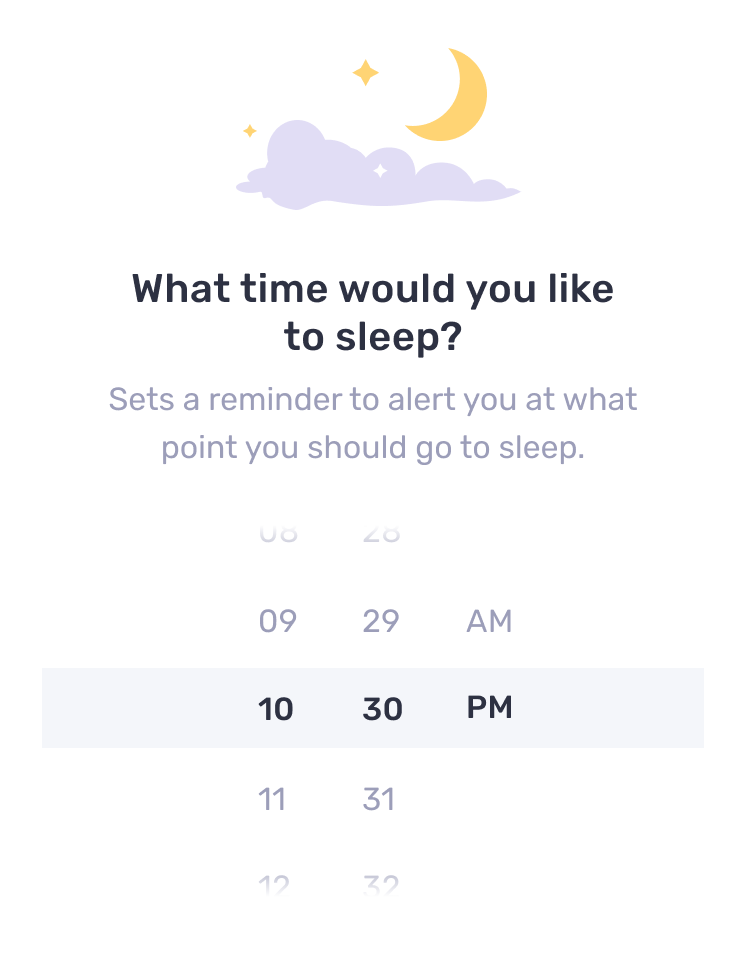 What time would you like
to sleep?
Sets a reminder to alert you at what
point you should go to sleep.
08 28
09 29 AM
10 30 PM
11 31
12 32